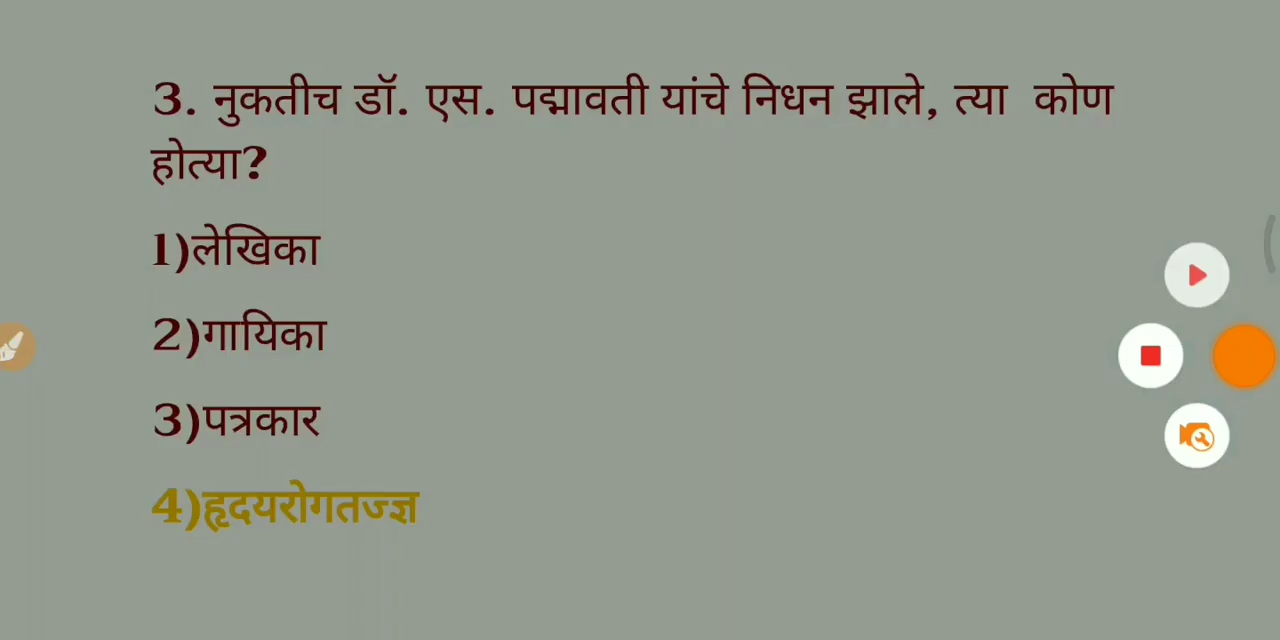 3. नुकतीच डॉ. एस. पद्मावती यांचे निधन झाले, त्या कोण
होत्या?
1)लेखिका
2)गायिका
3)पत्रकार
4)हृदयरोगतज्ज्ञ